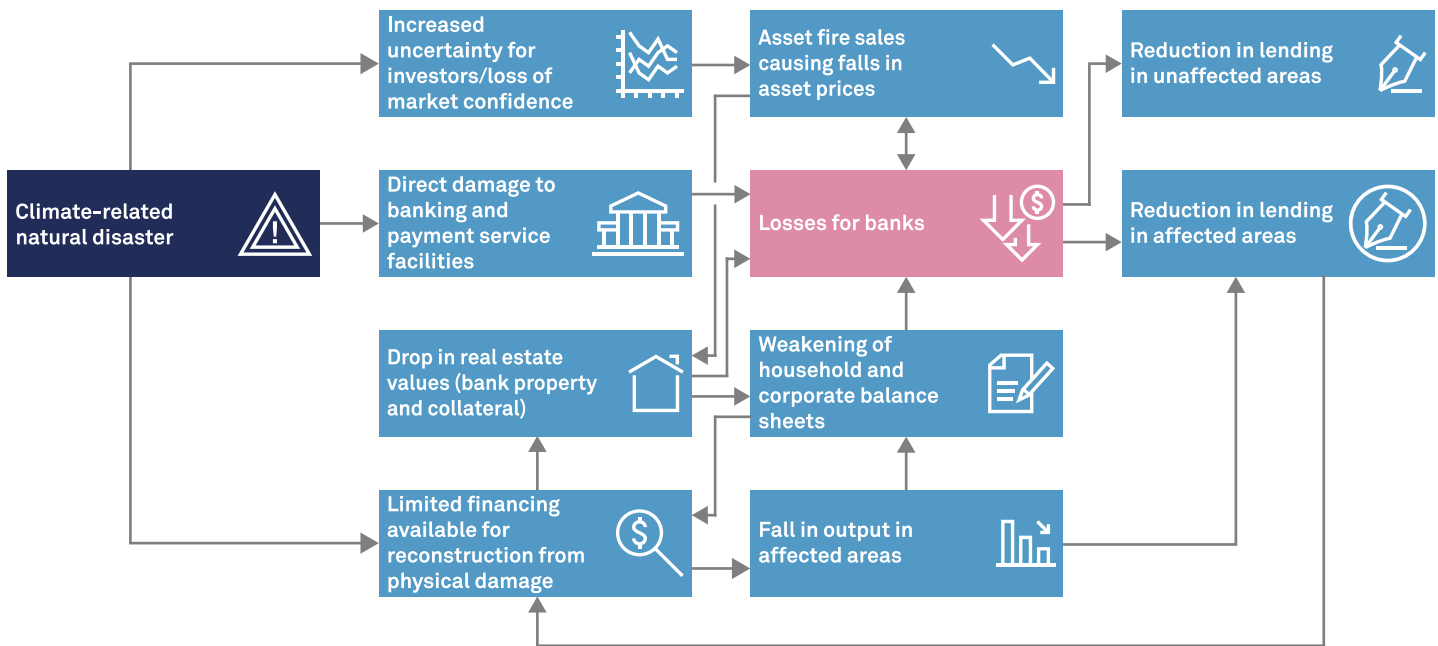 Increased
uncertainty for
investors/loss of
market confidence
Asset fire sales
causing falls in
asset prices
Reduction in lending
in unaffected areas
Climate-related
natural disaster
!
Direct damage to
banking and
payment service
facilities
Losses for banks
$
Reduction in lending
in affected areas
Drop in real estate
values (bank property
and collateral)
Weakening of
household and
corporate balance
sheets
Limited financing
available for
reconstruction from
physical damage
$
Fall in output in
affected areas